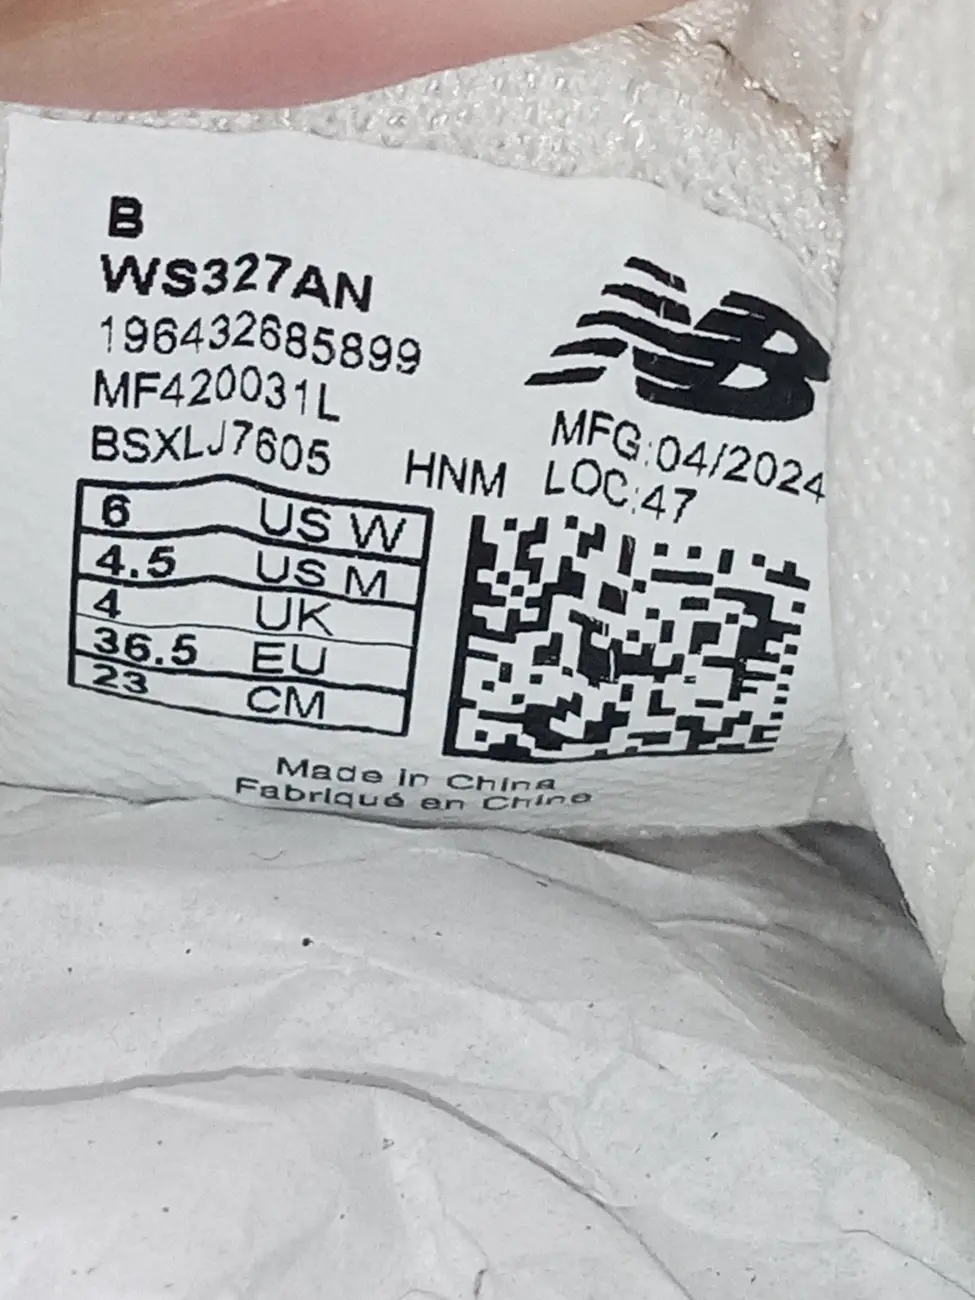 B
WS327AN
196432685899
MF420031L
BSXLJ7605
HNM
NB
MFG:04/2024
LOC:47
6 US W
4.5 US M
4 UK
36.5 EU
23 CM
Made in China
Fabriqué en Chine